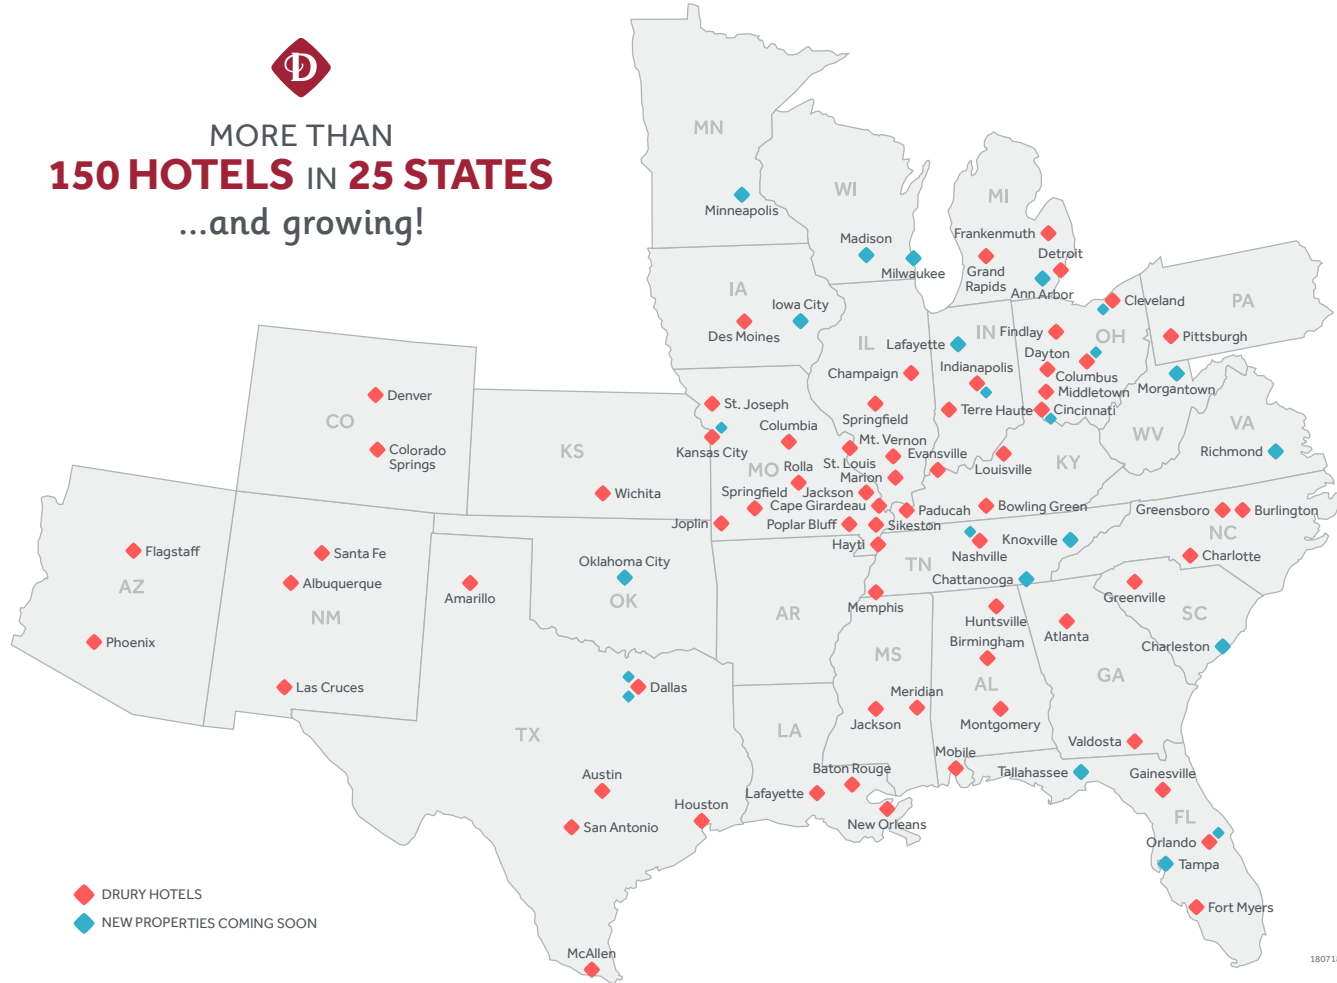 D
MORE THAN
150 HOTELS IN 25 STATES
...and growing!
MN
Minneapolis
WI
Madison
Milwaukee
MI
Frankenmuth
Detroit
Grand
Rapids
Ann Arbor
IA
Iowa City
Des Moines
IL
Champaign
Springfield
Mt. Vernon
Marion
IN
Lafayette
Indianapolis
Terre Haute
Evansville
OH
Cleveland
Findlay
Dayton
Columbus
Middletown
Cincinnati
PA
Pittsburgh
Morgantown
WV
VA
Richmond
CO
Denver
Colorado
Springs
KS
Wichita
MO
St. Joseph
Kansas City
Columbia
St. Louis
Rolla
Springfield
Jackson
Cape Girardeau
Joplin
Poplar Bluff
Sikeston
Hayti
KY
Louisville
Paducah
Bowling Green
AZ
Flagstaff
Phoenix
NM
Santa Fe
Albuquerque
Las Cruces
OK
Oklahoma City
AR
TN
Nashville
Knoxville
Chattanooga
Memphis
NC
Greensboro
Burlington
Charlotte
SC
Greenville
Charleston
TX
Amarillo
Dallas
Austin
San Antonio
Houston
McAllen
LA
Lafayette
Baton Rouge
New Orleans
MS
Jackson
Meridian
AL
Huntsville
Birmingham
Montgomery
Mobile
GA
Atlanta
Valdosta
FL
Tallahassee
Gainesville
Orlando
Tampa
Fort Myers
DRURY HOTELS
NEW PROPERTIES COMING SOON